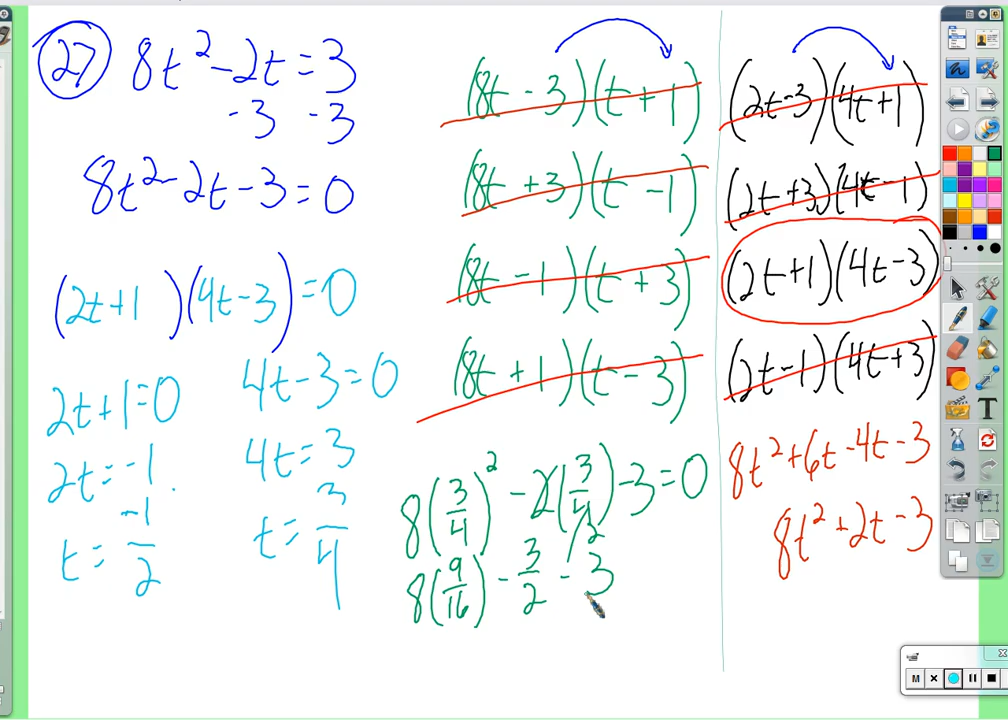 27 8t² - 2t = 3
-3 -3
8t² - 2t - 3 = 0
(2t + 1 )(4t - 3) = 0
2t + 1 = 0
4t - 3 = 0
2t = -1
4t = 3
t = -1/2
t = 3/4
(8t - 3)(t + 1)
(8t + 3)(t - 1)
(8t - 1)(t + 3)
(8t + 1)(t - 3)
8(3/4)² - 2(3/4) - 3 = 0
2
8(9/16) - 3/2 - 3
(2t - 3)(4t + 1)
(2t + 3)(4t - 1)
(2t + 1)(4t - 3)
(2t - 1)(4t + 3)
8t² + 6t - 4t - 3
8t² + 2t - 3
T
M